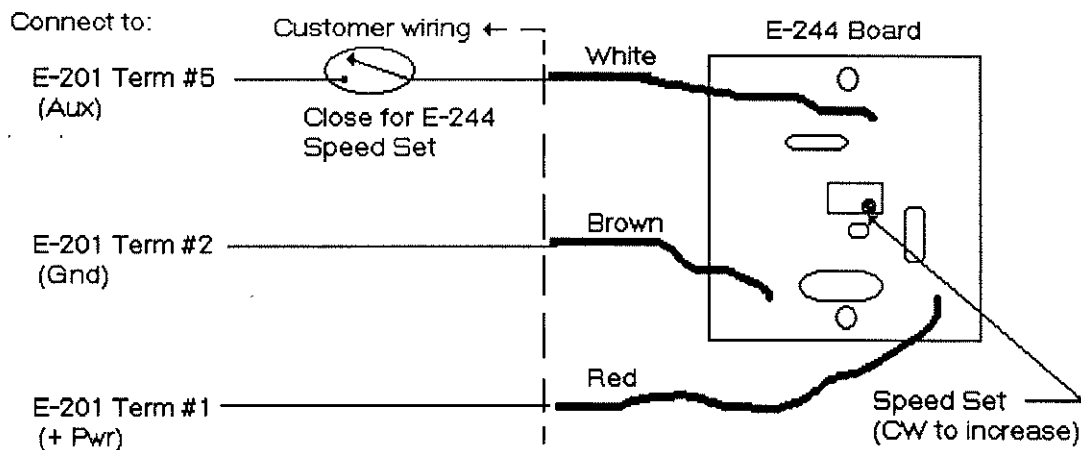 Connect to:
Customer wiring
E-244 Board
E-201 Term #5
(Aux)
White
Close for E-244
Speed Set
E-201 Term #2
(Gnd)
Brown
E-201 Term #1
(+ Pwr)
Red
Speed Set
(CW to increase)